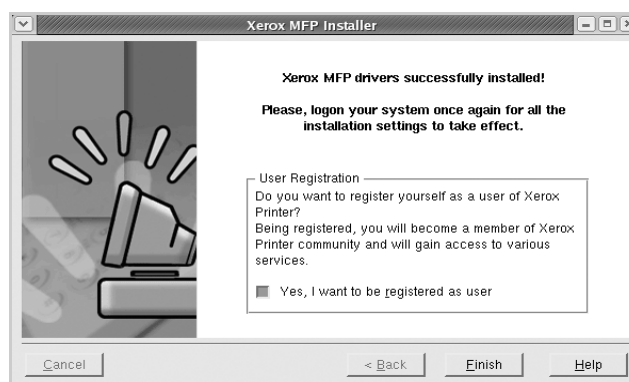 Xerox MFP Installer
Xerox MFP drivers successfully installed!
Please, logon your system once again for all the
installation settings to take effect.
User Registration
Do you want to register yourself as a user of Xerox
Printer?
Being registered, you will become a member of Xerox
Printer community and will gain access to various
services.
Yes, I want to be registered as user
Cancel
< Back
Finish
Help